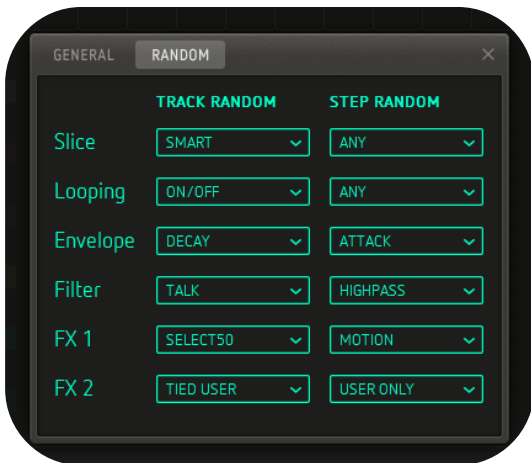 GENERAL RANDOM
TRACK RANDOM STEP RANDOM
Slice SMART ANY
Looping ON/OFF ANY
Envelope DECAY ATTACK
Filter TALK HIGHPASS
FX 1 SELECT50 MOTION
FX 2 TIED USER USER ONLY